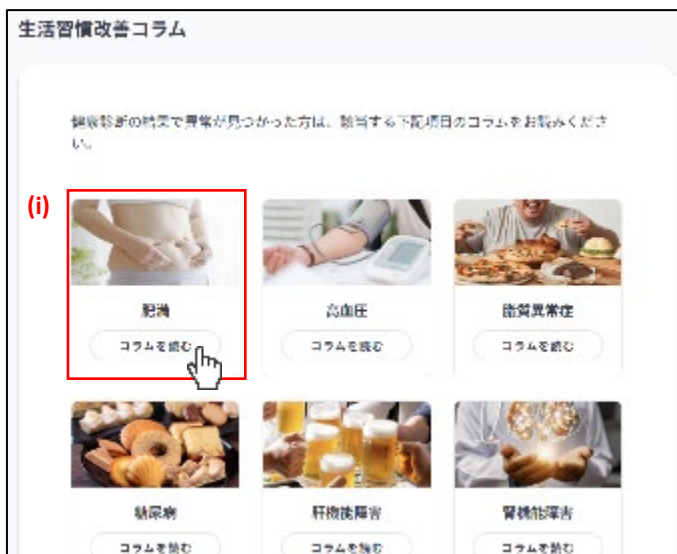 生活習慣改善コラム
健康診断の結果で異常が見つかった方は、該当する下記項目のコラムをお読みくださ
い。
(i)
肥満
高血圧
脂質異常症
コラムを読む
コラムを読む
コラムを読む
糖尿病
肝機能障害
腎機能障害
コラムを読む
コラムを読む
コラムを読む